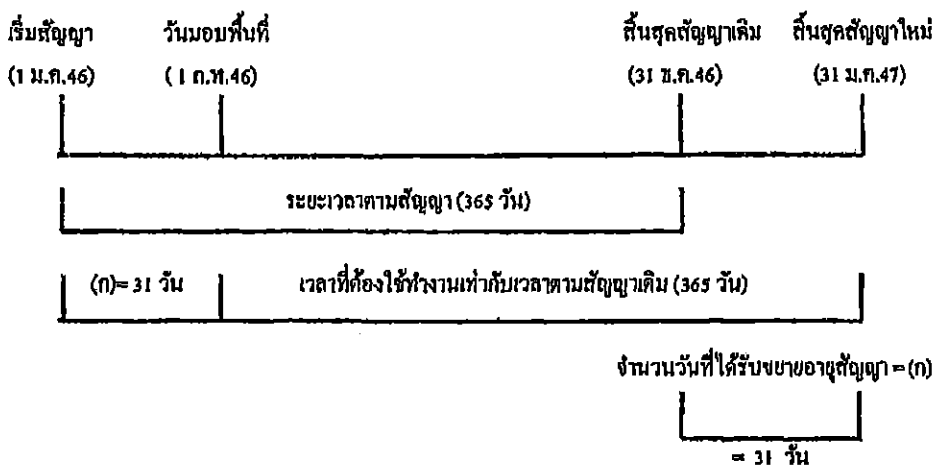 เริ่มสัญญา วันมอบพื้นที่ สิ้นสุดสัญญาเดิม สิ้นสุดสัญญาใหม่
(1 ม.ค.46) (1 ก.พ.46) (31 ธ.ค.46) (31 ม.ค.47)
ระยะเวลาตามสัญญา (365 วัน)
(ก)= 31 วัน เวลาที่ต้องใช้ทำงานเท่ากับเวลาตามสัญญาเดิม (365 วัน)
จำนวนวันที่ได้รับขยายอายุสัญญา = (ก)
= 31 วัน